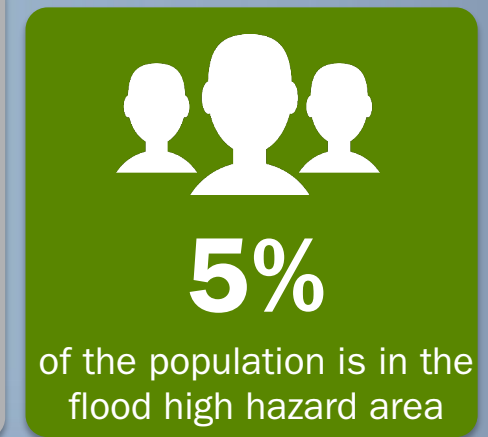 5%
of the population is in the
flood high hazard area